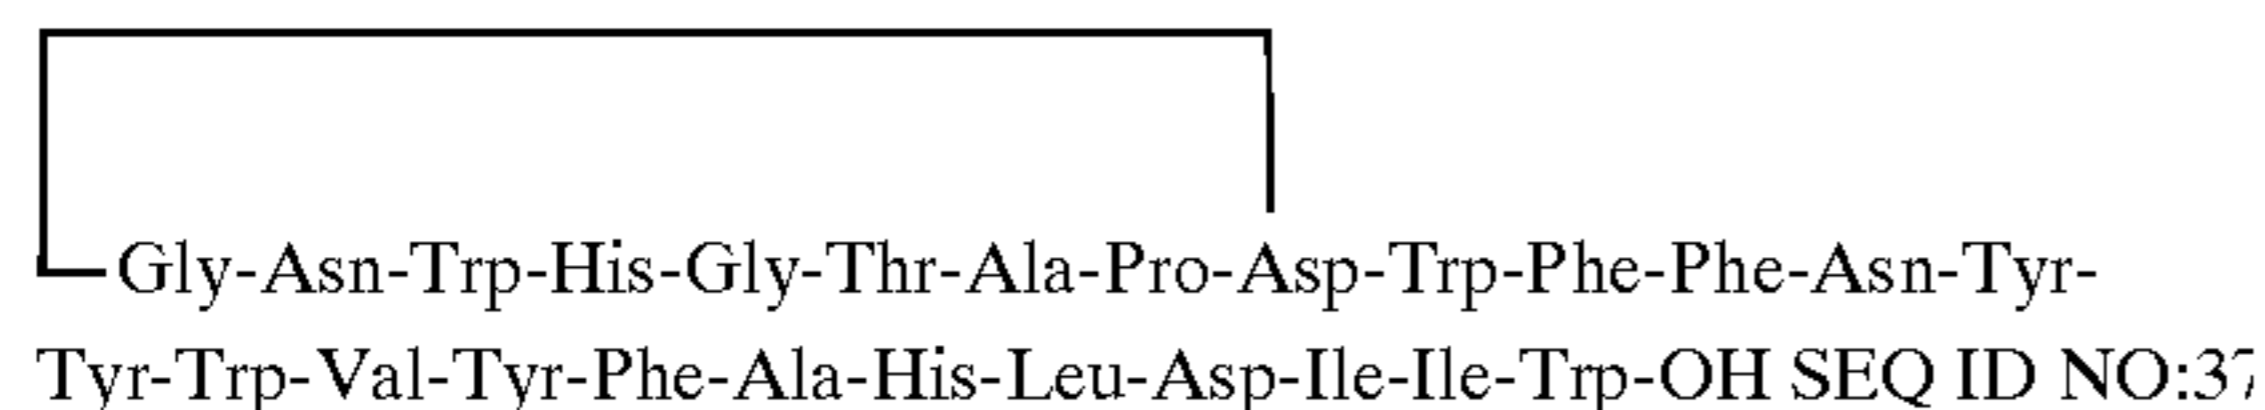 Gly-Asn-Trp-His-Gly-Thr-Ala-Pro-Asp-Trp-Phe-Phe-Asn-Tyr-
Tyr-Trp-Val-Tyr-Phe-Ala-His-Leu-Asp-Ile-Ile-Trp-OH SEQ ID NO:37